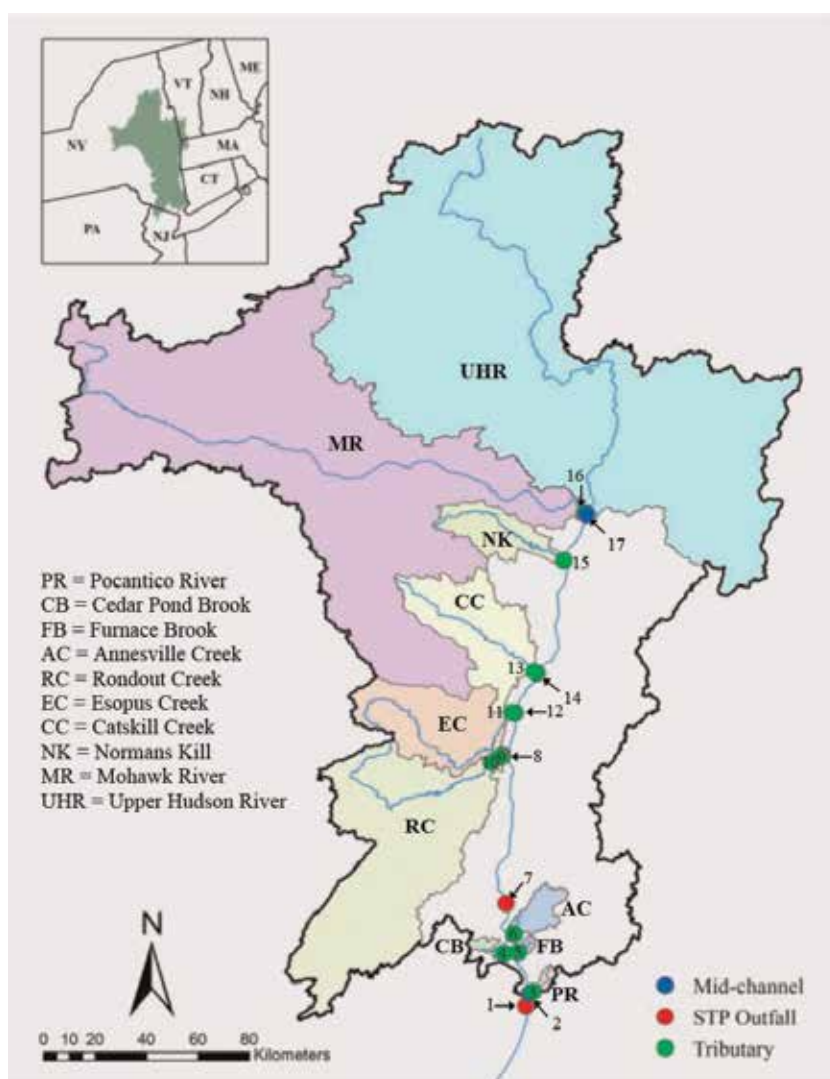 ME
VT
NH
NY
MA
CT
PA
NJ
UHR
MR
16
17
NK
15
CC
13
14
11
12
EC
8
RC
7
AC
6
CB
FB
PR
1
2
PR = Pocantico River
CB = Cedar Pond Brook
FB = Furnace Brook
AC = Annesville Creek
RC = Rondout Creek
EC = Esopus Creek
CC = Catskill Creek
NK = Normans Kill
MR = Mohawk River
UHR = Upper Hudson River
N
0 10 20 40 60 80
Kilometers
Mid-channel
STP Outfall
Tributary